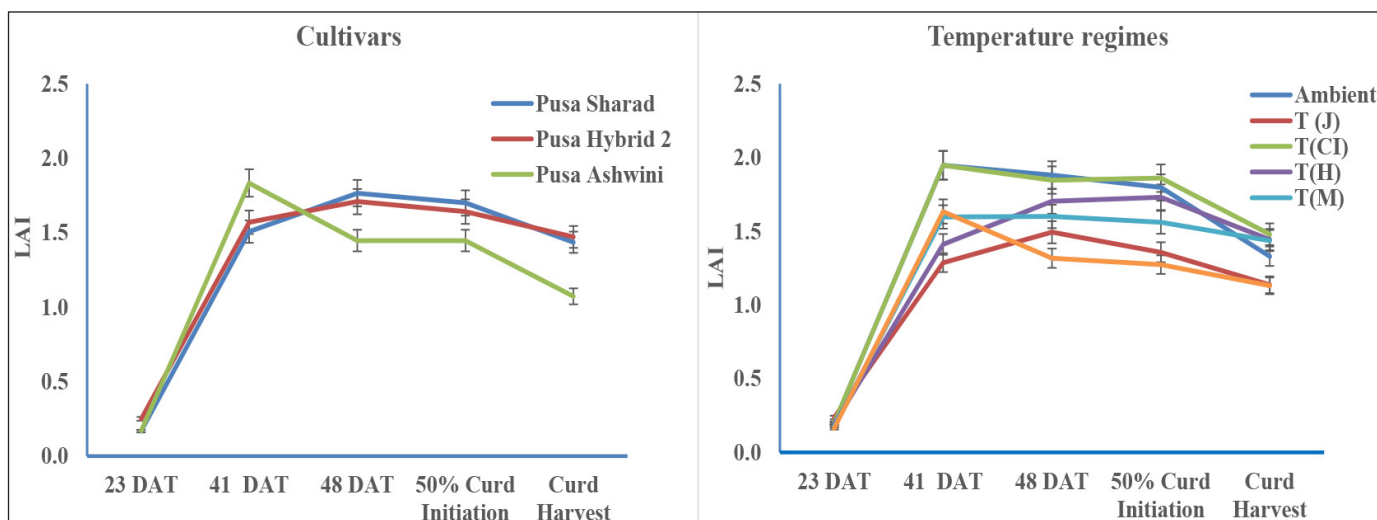 Cultivars
2.5
2.0
1.5
1.0
0.5
0.0
LAI
Pusa Sharad
Pusa Hybrid 2
Pusa Ashwini
23 DAT
41 DAT
48 DAT
50% Curd
Initiation
Curd
Harvest
Temperature regimes
2.5
2.0
1.5
1.0
0.5
0.0
LAI
Ambient
T (J)
T(CI)
T(H)
T(M)
23 DAT
41 DAT
48 DAT
50% Curd
Initiation
Curd
Harvest